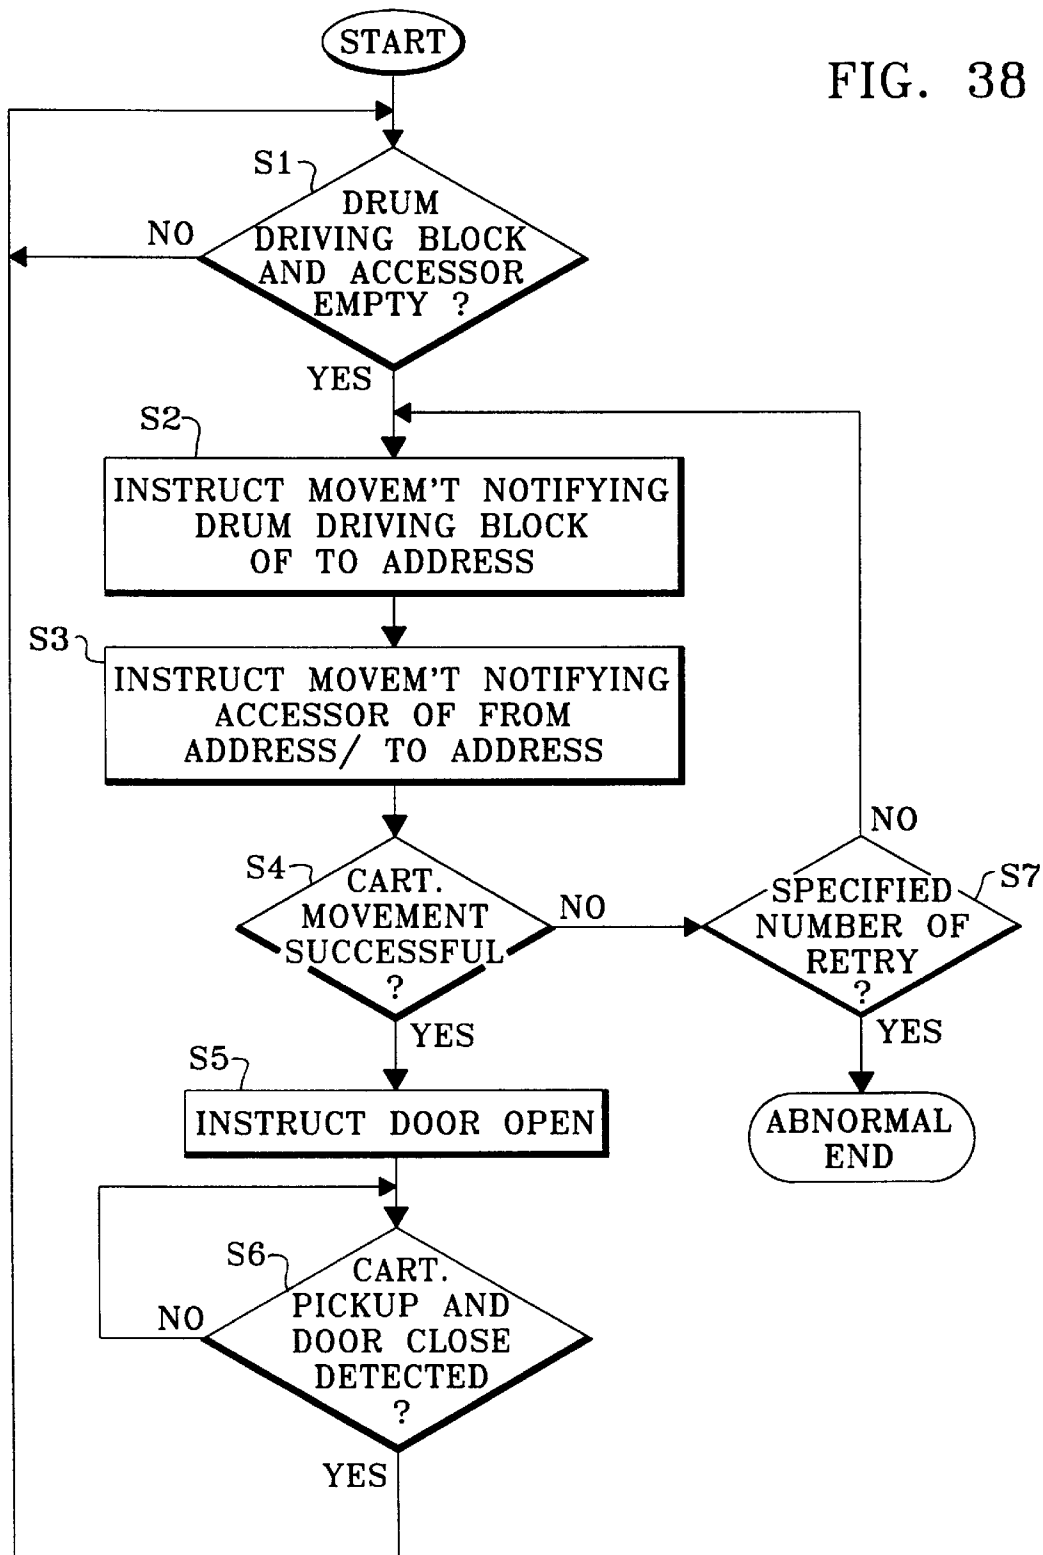 START
FIG. 38
S1
DRUM
DRIVING BLOCK
AND ACCESSOR
EMPTY ?
NO
YES
S2
INSTRUCT MOVEM'T NOTIFYING
DRUM DRIVING BLOCK
OF TO ADDRESS
S3
INSTRUCT MOVEM'T NOTIFYING
ACCESSOR OF FROM
ADDRESS/ TO ADDRESS
S4
CART.
MOVEMENT
SUCCESSFUL
?
NO
YES
S7
SPECIFIED
NUMBER OF
RETRY
?
NO
YES
ABNORMAL
END
S5
INSTRUCT DOOR OPEN
S6
CART.
PICKUP AND
DOOR CLOSE
DETECTED
?
NO
YES